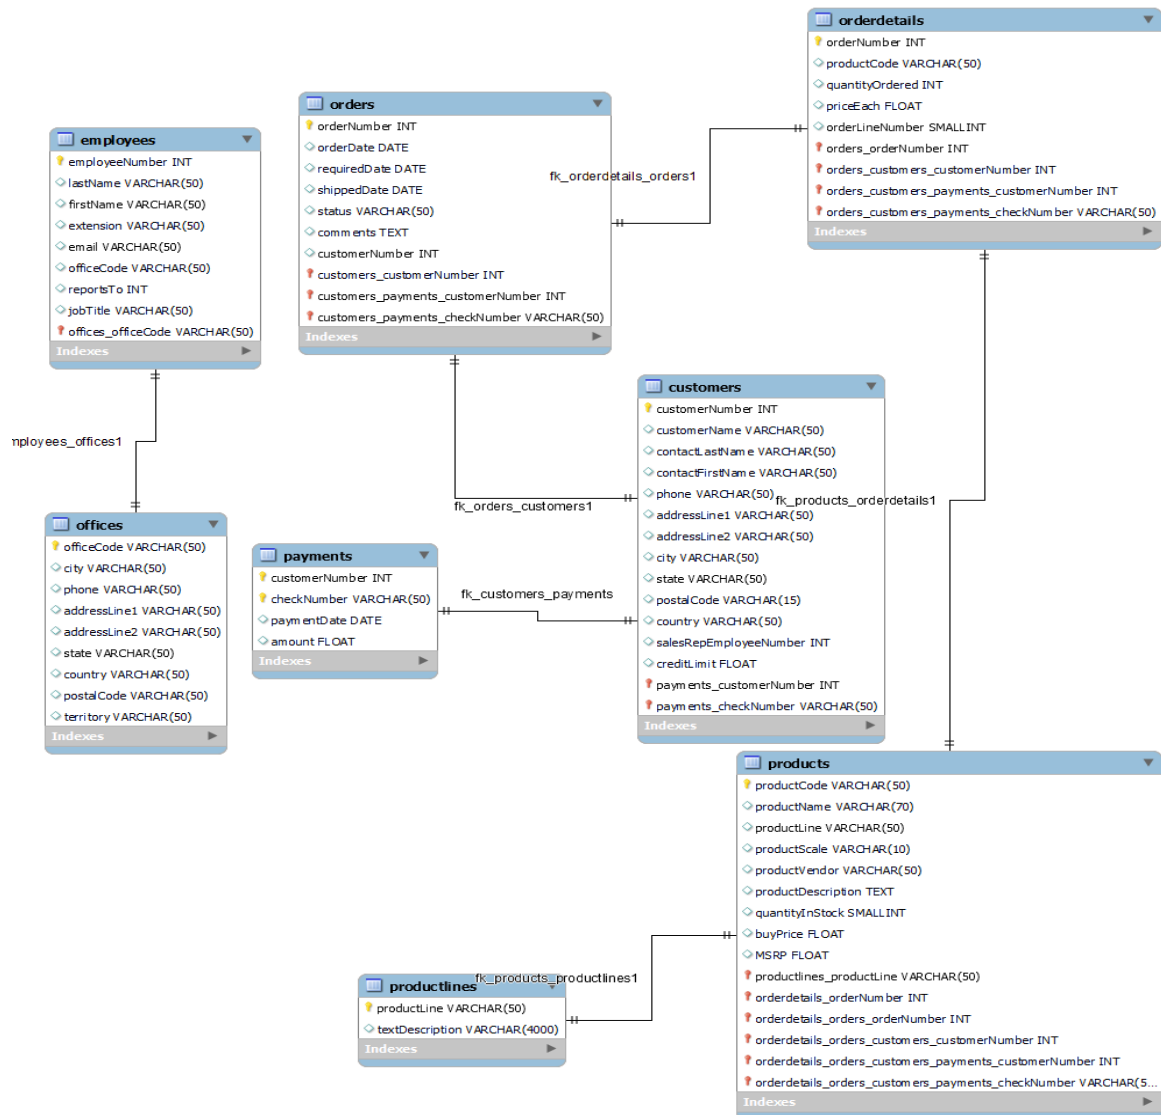 orderdetails
orderNumber INT
productCode VARCHAR(50)
quantityOrdered INT
priceEach FLOAT
orderLineNumber SMALLINT
orders_orderNumber INT
orders_customers_customerNumber INT
orders_customers_payments_customerNumber INT
orders_customers_payments_checkNumber VARCHAR(50)
Indexes
orders
orderNumber INT
orderDate DATE
requiredDate DATE
shippedDate DATE
status VARCHAR(50)
comments TEXT
customerNumber INT
customers_customerNumber INT
customers_payments_customerNumber INT
customers_payments_checkNumber VARCHAR(50)
Indexes
fk_orderdetails_orders1
employees
employeeNumber INT
lastName VARCHAR(50)
firstName VARCHAR(50)
extension VARCHAR(50)
email VARCHAR(50)
officeCode VARCHAR(50)
reportsTo INT
jobTitle VARCHAR(50)
offices_officeCode VARCHAR(50)
Indexes
mployees_offices1
customers
customerNumber INT
customerName VARCHAR(50)
contactLastName VARCHAR(50)
contactFirstName VARCHAR(50)
phone VARCHAR(50)
addressLine1 VARCHAR(50)
addressLine2 VARCHAR(50)
city VARCHAR(50)
state VARCHAR(50)
postalCode VARCHAR(15)
country VARCHAR(50)
salesRepEmployeeNumber INT
creditLimit FLOAT
payments_customerNumber INT
payments_checkNumber VARCHAR(50)
Indexes
fk_products_orderdetails1
fk_orders_customers1
offices
officeCode VARCHAR(50)
city VARCHAR(50)
phone VARCHAR(50)
addressLine1 VARCHAR(50)
addressLine2 VARCHAR(50)
state VARCHAR(50)
country VARCHAR(50)
postalCode VARCHAR(50)
territory VARCHAR(50)
Indexes
payments
customerNumber INT
checkNumber VARCHAR(50)
paymentDate DATE
amount FLOAT
Indexes
fk_customers_payments
products
productCode VARCHAR(50)
productName VARCHAR(70)
productLine VARCHAR(50)
productScale VARCHAR(10)
productVendor VARCHAR(50)
productDescription TEXT
quantityInStock SMALLINT
buyPrice FLOAT
MSRP FLOAT
productlines_productLine VARCHAR(50)
orderdetails_orderNumber INT
orderdetails_orders_orderNumber INT
orderdetails_orders_customers_customerNumber INT
orderdetails_orders_customers_payments_customerNumber INT
orderdetails_orders_customers_payments_checkNumber VARCHAR(5...
Indexes
fk_products_productlines1
productlines
productLine VARCHAR(50)
textDescription VARCHAR(4000)
Indexes